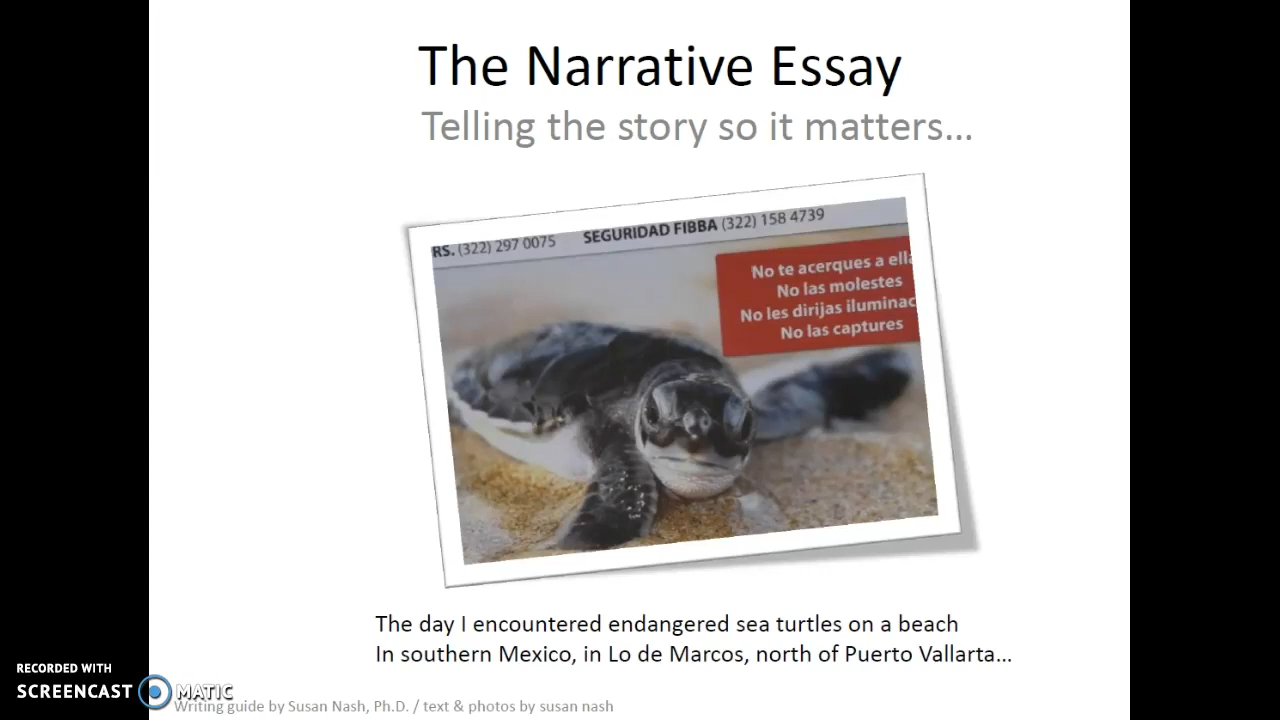 The Narrative Essay
Telling the story so it matters...
RS. (322) 297 0075 SEGURIDAD FIBBA (322) 158 4739
No te acerques a ella
No las molestes
No les dirijas iluminac
No las captures
The day I encountered endangered sea turtles on a beach
In southern Mexico, in Lo de Marcos, north of Puerto Vallarta...
RECORDED WITH
SCREENCAST MATIC
Writing guide by Susan Nash, Ph.D. / text & photos by susan nash